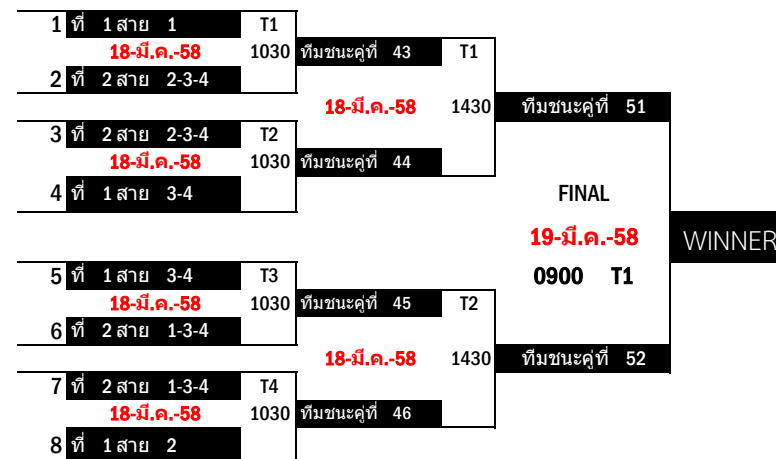 1 ที่ 1 สาย 1 T1
18-มี.ค.-58 1030 ทีมชนะคู่ที่ 43 T1
2 ที่ 2 สาย 2-3-4
18-มี.ค.-58 1430 ทีมชนะคู่ที่ 51
3 ที่ 2 สาย 2-3-4 T2
18-มี.ค.-58 1030 ทีมชนะคู่ที่ 44
4 ที่ 1 สาย 3-4 FINAL
19-มี.ค.-58 WINNER
5 ที่ 1 สาย 3-4 T3 0900 T1
18-มี.ค.-58 1030 ทีมชนะคู่ที่ 45 T2
6 ที่ 2 สาย 1-3-4
18-มี.ค.-58 1430 ทีมชนะคู่ที่ 52
7 ที่ 2 สาย 1-3-4 T4
18-มี.ค.-58 1030 ทีมชนะคู่ที่ 46
8 ที่ 1 สาย 2